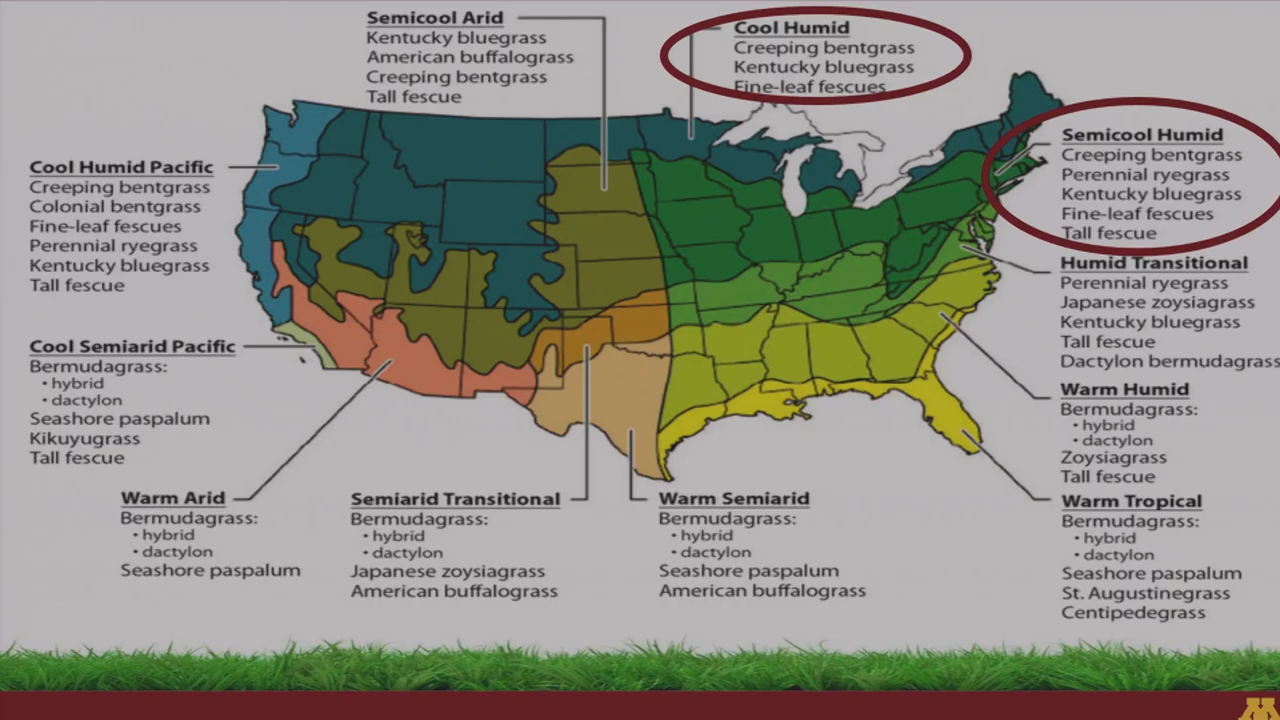 Semicool Arid
Kentucky bluegrass
American buffalograss
Creeping bentgrass
Tall fescue
Cool Humid
Creeping bentgrass
Kentucky bluegrass
Fine-leaf fescues
Semicool Humid
Creeping bentgrass
Perennial ryegrass
Kentucky bluegrass
Fine-leaf fescues
Tall fescue
Cool Humid Pacific
Creeping bentgrass
Colonial bentgrass
Fine-leaf fescues
Perennial ryegrass
Kentucky bluegrass
Tall fescue
Humid Transitional
Perennial ryegrass
Japanese zoysiagrass
Kentucky bluegrass
Tall fescue
Dactylon bermudagrass
Cool Semiarid Pacific
Bermudagrass:
• hybrid
• dactylon
Seashore paspalum
Kikuyugrass
Tall fescue
Warm Humid
Bermudagrass:
• hybrid
• dactylon
Zoysiagrass
Tall fescue
Warm Arid
Bermudagrass:
• hybrid
• dactylon
Seashore paspalum
Semiarid Transitional
Bermudagrass:
• hybrid
• dactylon
Japanese zoysiagrass
American buffalograss
Warm Semiarid
Bermudagrass:
• hybrid
• dactylon
Seashore paspalum
American buffalograss
Warm Tropical
Bermudagrass:
• hybrid
• dactylon
Seashore paspalum
St. Augustinegrass
Centipedegrass
M